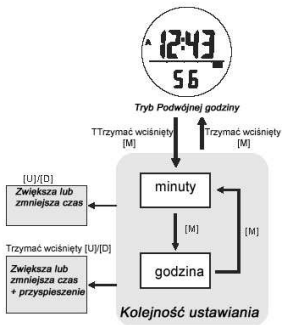 A 12:43
56
Tryb Podwójnej godziny
TTrzymać wciśnięty
[M]
Trzymać wciśnięty
[M]
[U]/[D]
Zwiększa lub
zmniejsza czas
minuty
[M]
[M]
Trzymać wciśnięty [U]/[D]
Zwiększa lub
zmniejsza czas
+ przyspieszenie
godzina
Kolejność ustawiania